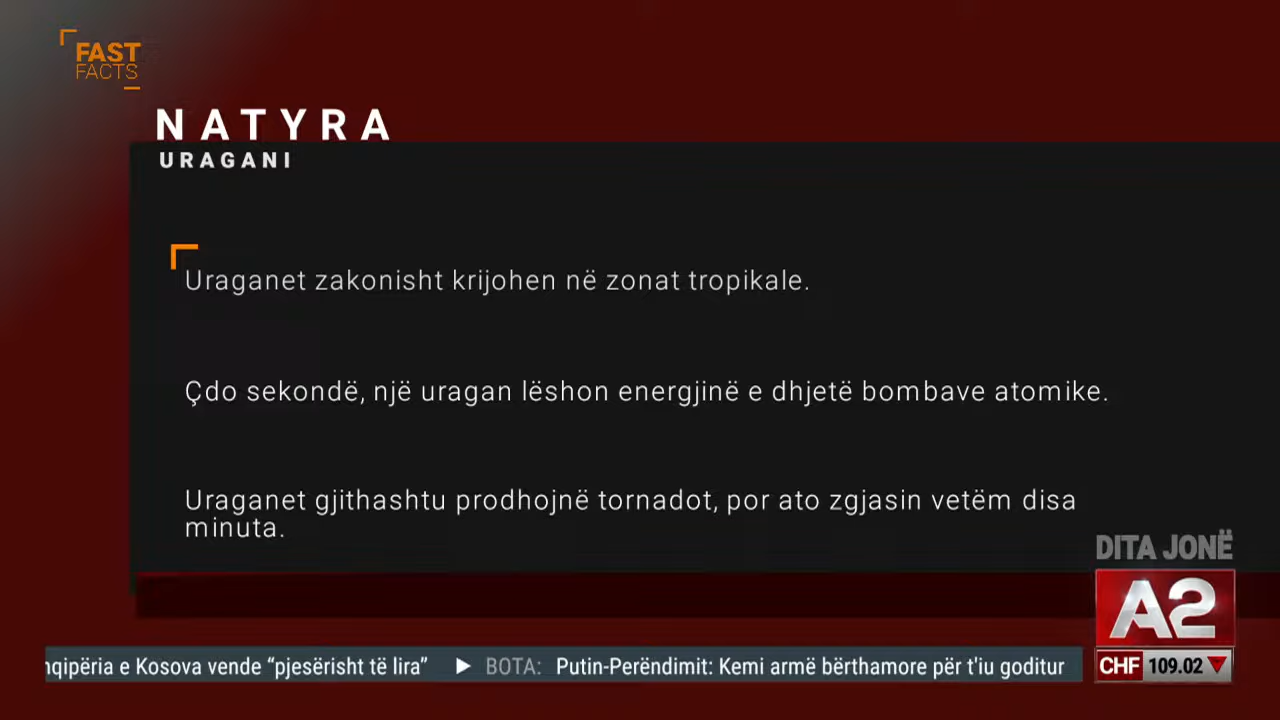 FAST
FACTS
NATYRA
URAGANI
Uraganet zakonisht krijohen në zonat tropikale.
Çdo sekondë, një uragan lëshon energjinë e dhjetë bombave atomike.
Uraganet gjithashtu prodhojnë tornadot, por ato zgjasin vetëm disa
minuta.
DITA JONË
A2
CHF 109.02
e Kosova vende “pjesërisht të lira” BOTA: Putin-Perëndimit: Kemi armë bërthamore për t'iu goditur